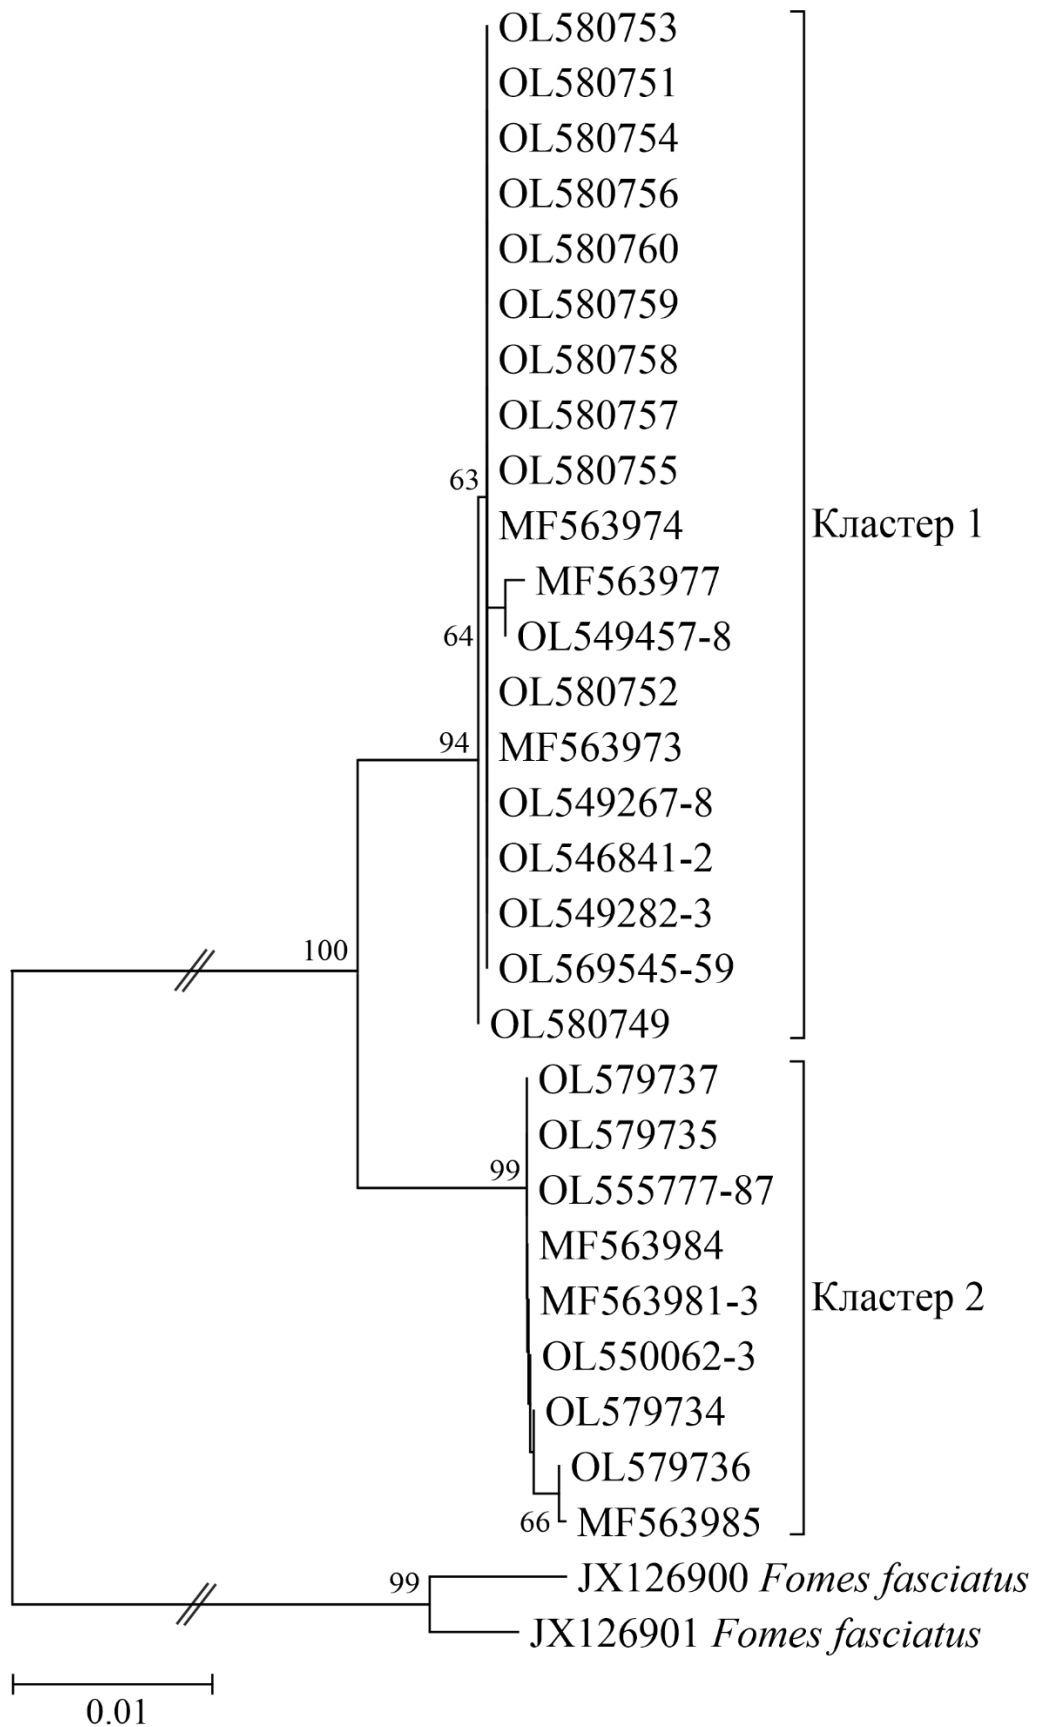 OL580753
OL580751
OL580754
OL580756
OL580760
OL580759
OL580758
OL580757
63 OL580755
MF563974 Кластер 1
MF563977
64 OL549457-8
OL580752
94 MF563973
OL549267-8
OL546841-2
OL549282-3
100 OL569545-59
OL580749
OL579737
OL579735
99 OL555777-87
MF563984
MF563981-3 Кластер 2
OL550062-3
OL579734
OL579736
66 MF563985
99 JX126900 Fomes fasciatus
JX126901 Fomes fasciatus
0.01